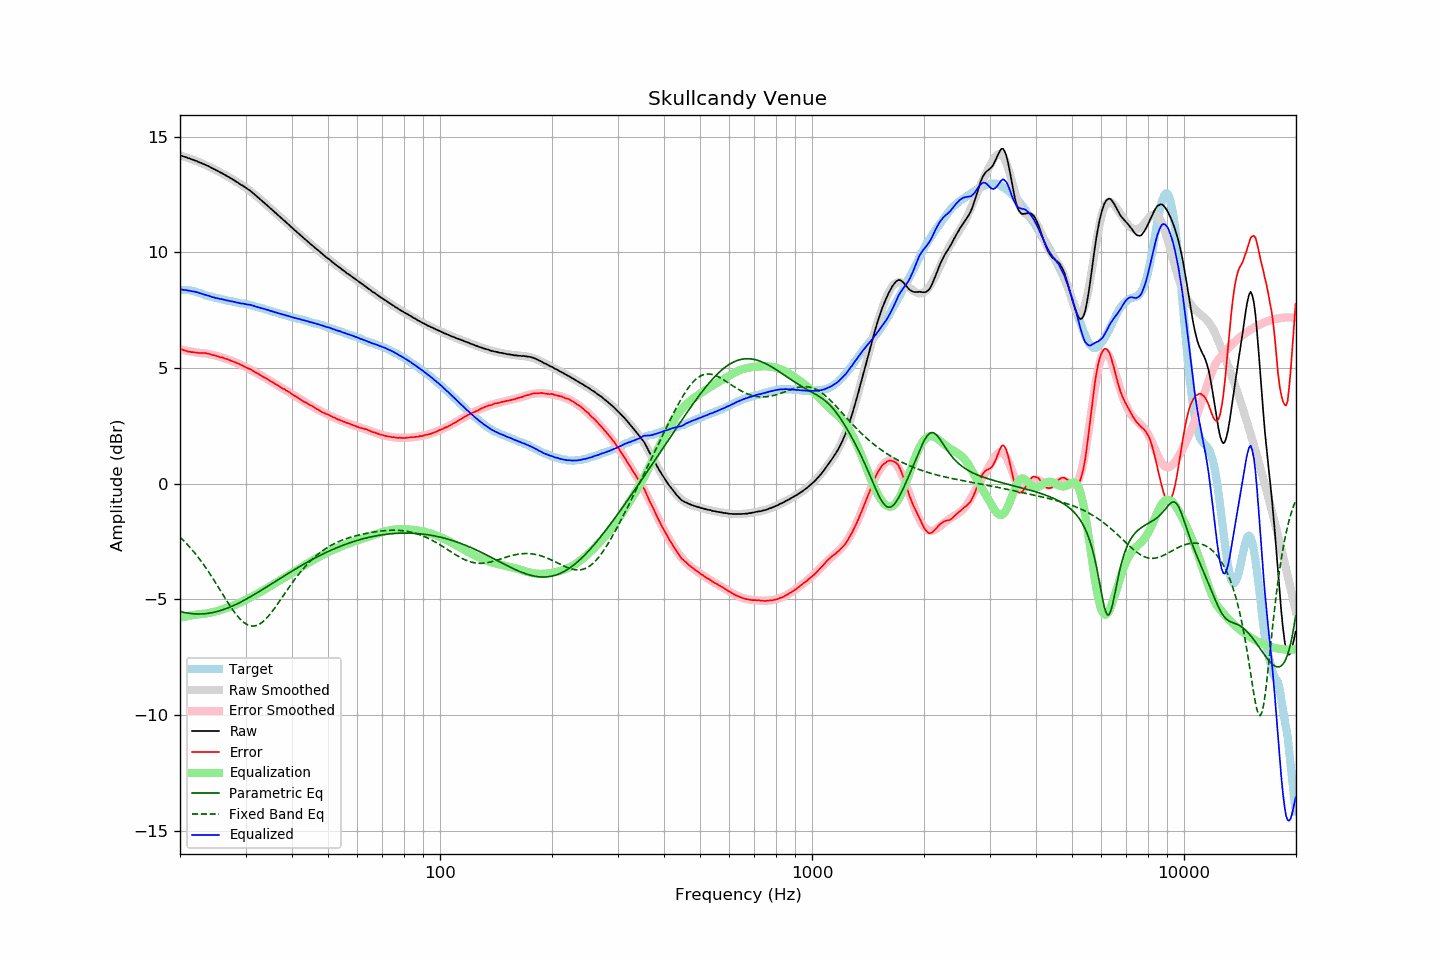 Skullcandy Venue
Amplitude (dBr)
15
10
5
0
−5
−10
−15
Target
Raw Smoothed
Error Smoothed
Raw
Error
Equalization
Parametric Eq
Fixed Band Eq
Equalized
100
1000
10000
Frequency (Hz)